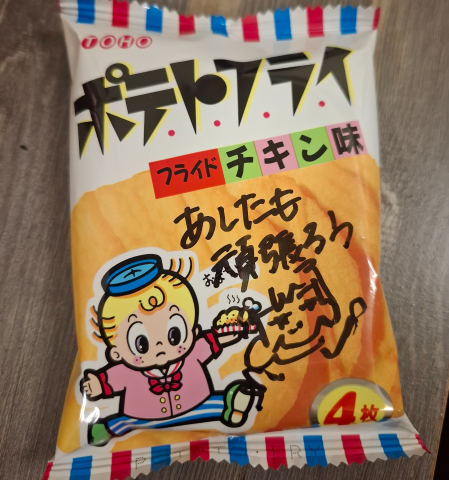 TOHO
ポテトフライ
フライドチキン味
あしたも
頑張ろう
4枚